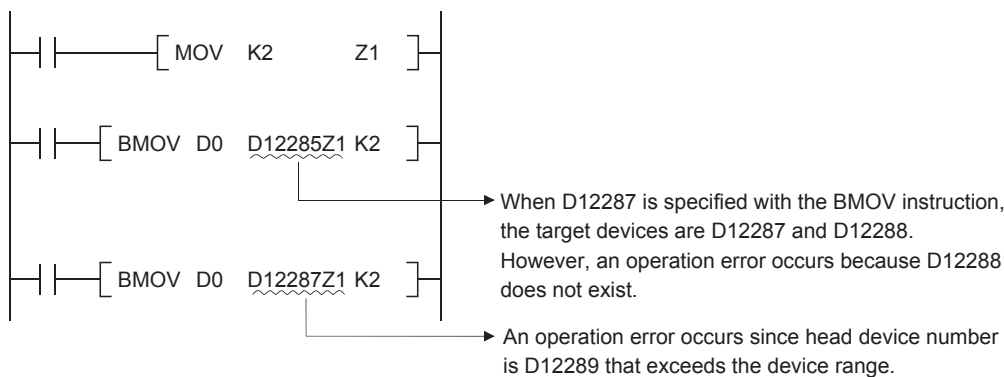 MOV K2 Z1
BMOV D0 D12285Z1 K2
When D12287 is specified with the BMOV instruction,
the target devices are D12287 and D12288.
However, an operation error occurs because D12288
does not exist.
BMOV D0 D12287Z1 K2
An operation error occurs since head device number
is D12289 that exceeds the device range.